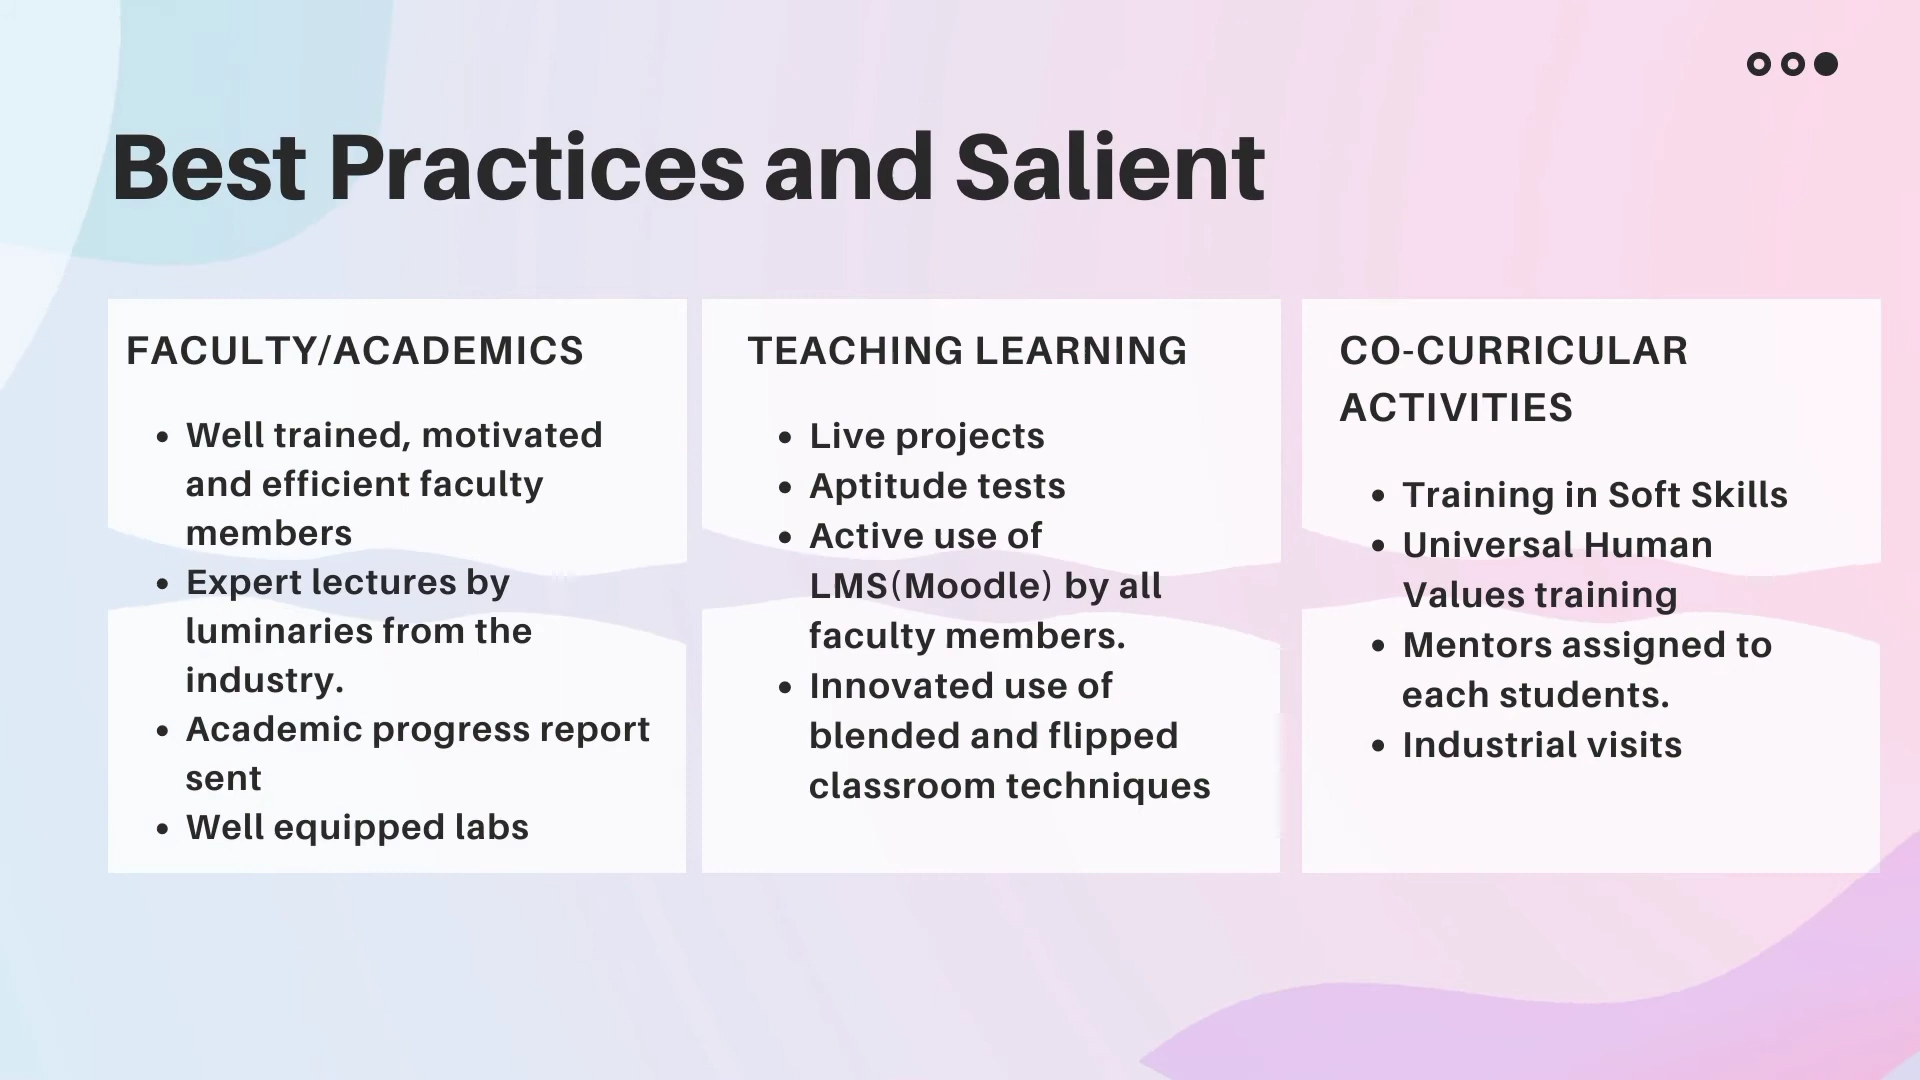 Best Practices and Salient
FACULTY/ACADEMICS
• Well trained, motivated
and efficient faculty
members
• Expert lectures by
luminaries from the
industry.
• Academic progress report
sent
• Well equipped labs
TEACHING LEARNING
• Live projects
• Aptitude tests
• Active use of
LMS(Moodle) by all
faculty members.
• Innovated use of
blended and flipped
classroom techniques
CO-CURRICULAR
ACTIVITIES
• Training in Soft Skills
• Universal Human
Values training
• Mentors assigned to
each students.
• Industrial visits